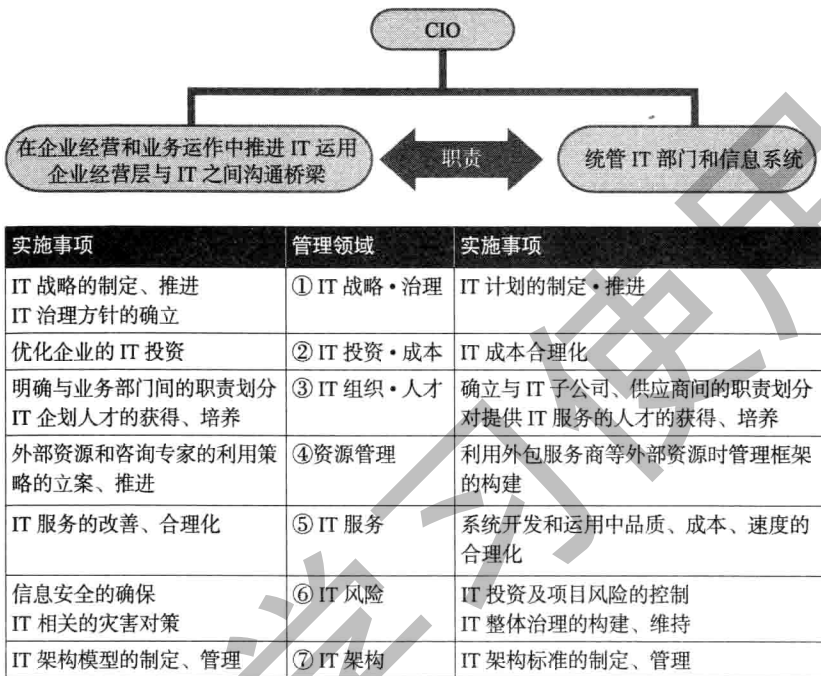 CIO
在企业经营和业务运作中推进 IT 运用
企业经营层与 IT 之间沟通桥梁
职责
统管 IT 部门和信息系统
实施事项 管理领域 实施事项
IT 战略的制定、推进 ① IT 战略·治理 IT 计划的制定·推进
IT 治理方针的确立
优化企业的 IT 投资 ② IT 投资·成本 IT 成本合理化
明确与业务部门间的职责划分 ③ IT 组织·人才 确立与 IT 子公司、供应商间的职责划分
IT 企划人才的获得、培养 对提供 IT 服务的人才的获得、培养
外部资源和咨询专家的利用策 ④资源管理 利用外包服务商等外部资源时管理框架
略的立案、推进 的构建
IT 服务的改善、合理化 ⑤ IT 服务 系统开发和运用中品质、成本、速度的
合理化
信息安全的确保 ⑥ IT 风险 IT 投资及项目风险的控制
IT 相关的灾害对策 IT 整体治理的构建、维持
IT 架构模型的制定、管理 ⑦ IT 架构 IT 架构标准的制定、管理
学习使用